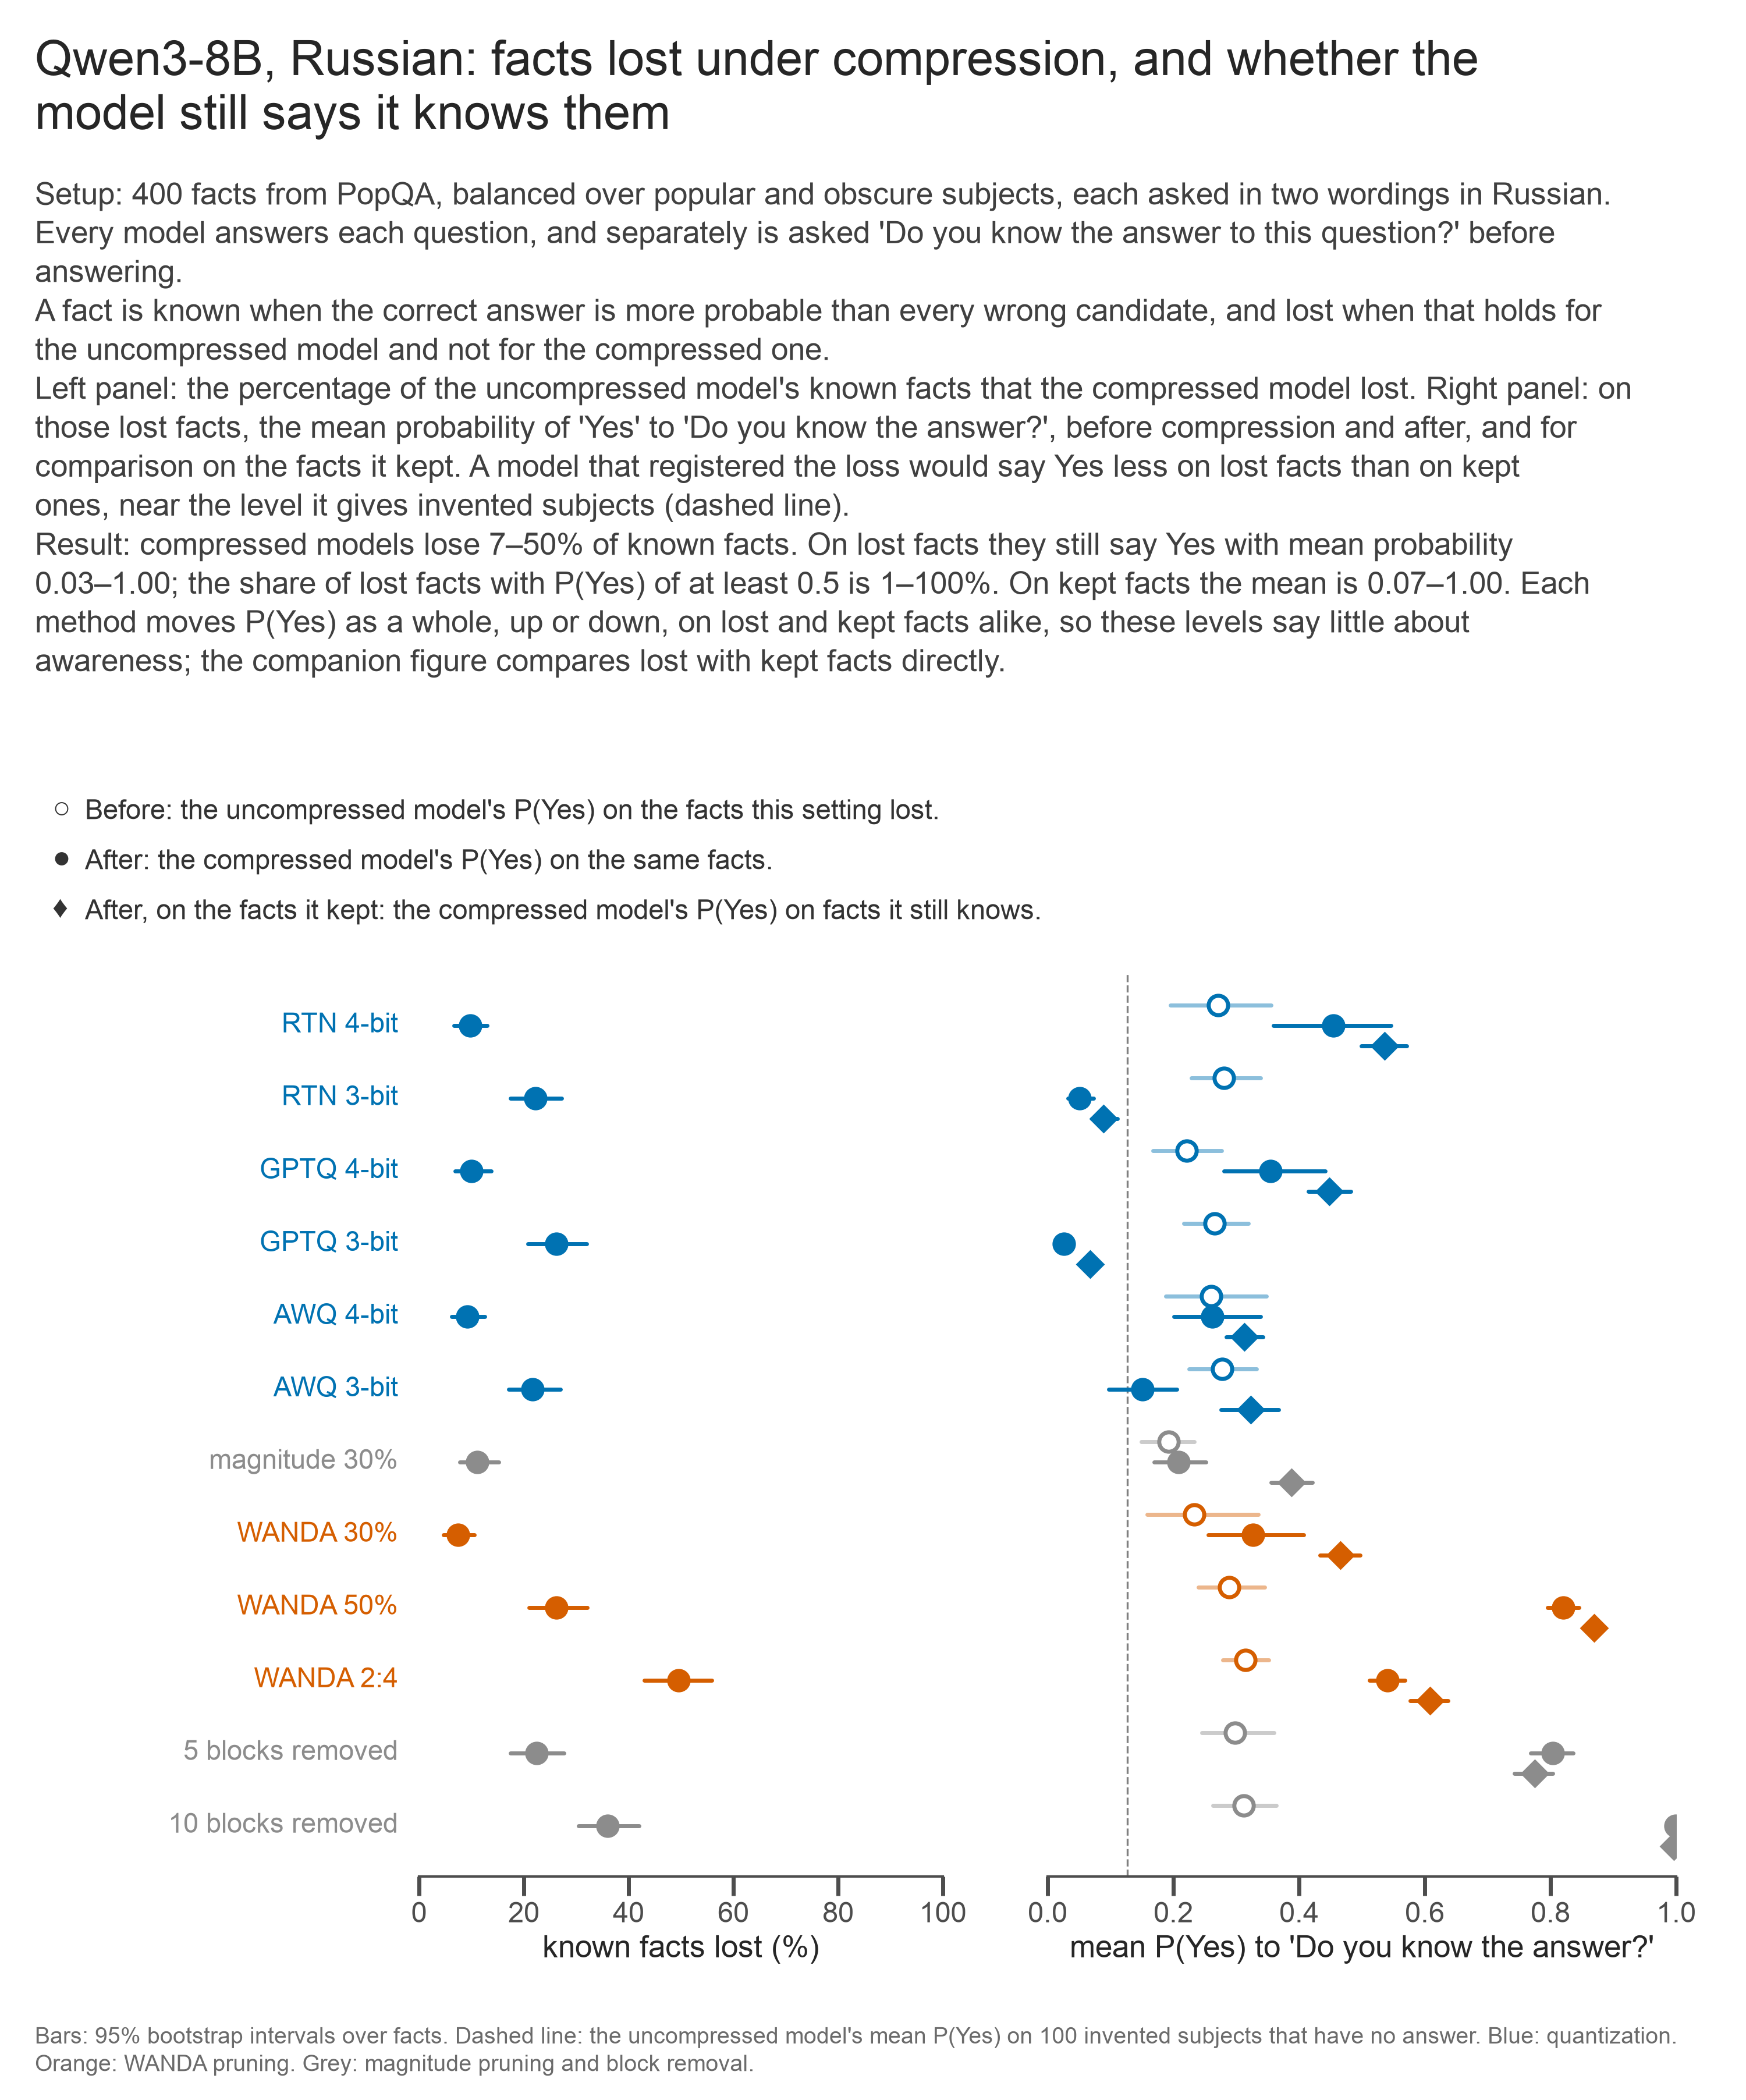 Qwen3-8B, Russian: facts lost under compression, and whether the
model still says it knows them
Setup: 400 facts from PopQA, balanced over popular and obscure subjects, each asked in two wordings in Russian.
Every model answers each question, and separately is asked 'Do you know the answer to this question?' before
answering.
A fact is known when the correct answer is more probable than every wrong candidate, and lost when that holds for
the uncompressed model and not for the compressed one.
Left panel: the percentage of the uncompressed model's known facts that the compressed model lost. Right panel: on
those lost facts, the mean probability of 'Yes' to 'Do you know the answer?', before compression and after, and for
comparison on the facts it kept. A model that registered the loss would say Yes less on lost facts than on kept
ones, near the level it gives invented subjects (dashed line).
Result: compressed models lose 7–50% of known facts. On lost facts they still say Yes with mean probability
0.03–1.00; the share of lost facts with P(Yes) of at least 0.5 is 1–100%. On kept facts the mean is 0.07–1.00. Each
method moves P(Yes) as a whole, up or down, on lost and kept facts alike, so these levels say little about
awareness; the companion figure compares lost with kept facts directly.
Before: the uncompressed model's P(Yes) on the facts this setting lost.
After: the compressed model's P(Yes) on the same facts.
After, on the facts it kept: the compressed model's P(Yes) on facts it still knows.
RTN 4-bit
RTN 3-bit
GPTQ 4-bit
GPTQ 3-bit
AWQ 4-bit
AWQ 3-bit
magnitude 30%
WANDA 30%
WANDA 50%
WANDA 2:4
5 blocks removed
10 blocks removed
0 20 40 60 80 100
known facts lost (%)
0.0 0.2 0.4 0.6 0.8 1.0
mean P(Yes) to 'Do you know the answer?'
Bars: 95% bootstrap intervals over facts. Dashed line: the uncompressed model's mean P(Yes) on 100 invented subjects that have no answer. Blue: quantization.
Orange: WANDA pruning. Grey: magnitude pruning and block removal.